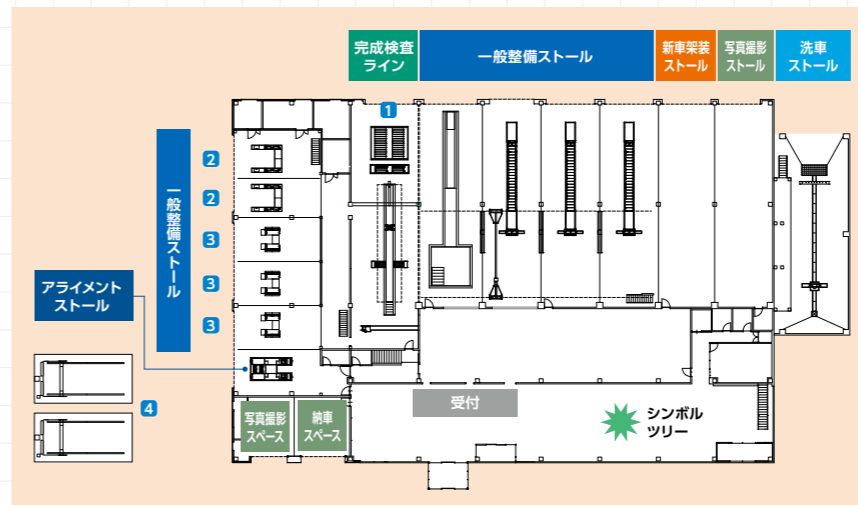 完成検査
ライン
一般整備ストール
新車架装
ストール
写真撮影
ストール
洗車
ストール
1
一般整備ストール
2
2
3
3
3
アライメント
ストール
4
写真撮影
スペース
納車
スペース
受付
シンボル
ツリー